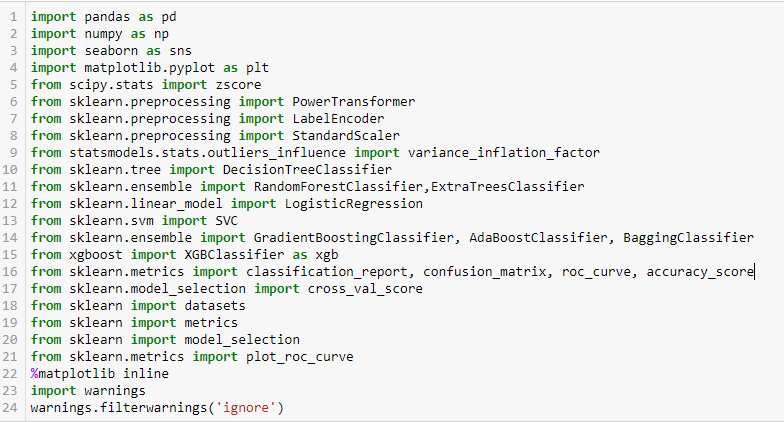 1 import pandas as pd
2 import numpy as np
3 import seaborn as sns
4 import matplotlib.pyplot as plt
5 from scipy.stats import zscore
6 from sklearn.preprocessing import PowerTransformer
7 from sklearn.preprocessing import LabelEncoder
8 from sklearn.preprocessing import StandardScaler
9 from statsmodels.stats.outliers_influence import variance_inflation_factor
10 from sklearn.tree import DecisionTreeClassifier
11 from sklearn.ensemble import RandomForestClassifier,ExtraTreesClassifier
12 from sklearn.linear_model import LogisticRegression
13 from sklearn.svm import SVC
14 from sklearn.ensemble import GradientBoostingClassifier, AdaBoostClassifier, BaggingClassifier
15 from xgboost import XGBClassifier as xgb
16 from sklearn.metrics import classification_report, confusion_matrix, roc_curve, accuracy_score
17 from sklearn.model_selection import cross_val_score
18 from sklearn import datasets
19 from sklearn import metrics
20 from sklearn import model_selection
21 from sklearn.metrics import plot_roc_curve
22 %matplotlib inline
23 import warnings
24 warnings.filterwarnings('ignore')